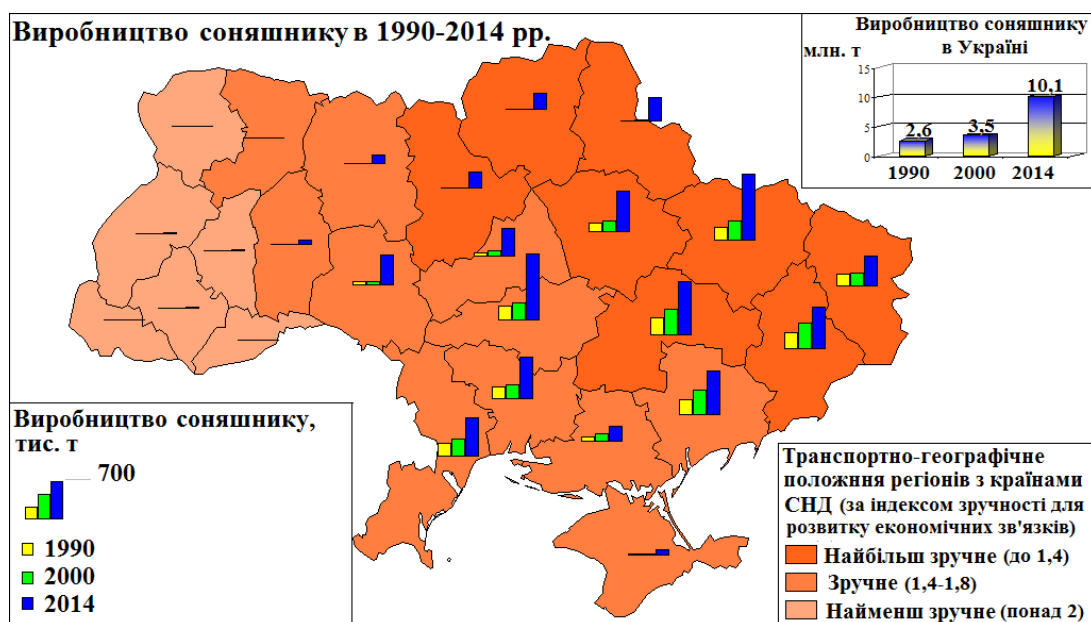 Виробництво соняшнику в 1990-2014 рр.
Виробництво соняшнику
в Україні
млн. т
15
10
5
0
2,6
3,5
10,1
1990
2000
2014
Виробництво соняшнику,
тис. т
700
1990
2000
2014
Транспортно-географічне
положння регіонів з країнами
СНД (за індексом зручності для
розвитку економічних зв'язків)
Найбільш зручне (до 1,4)
Зручне (1,4-1,8)
Найменш зручне (понад 2)